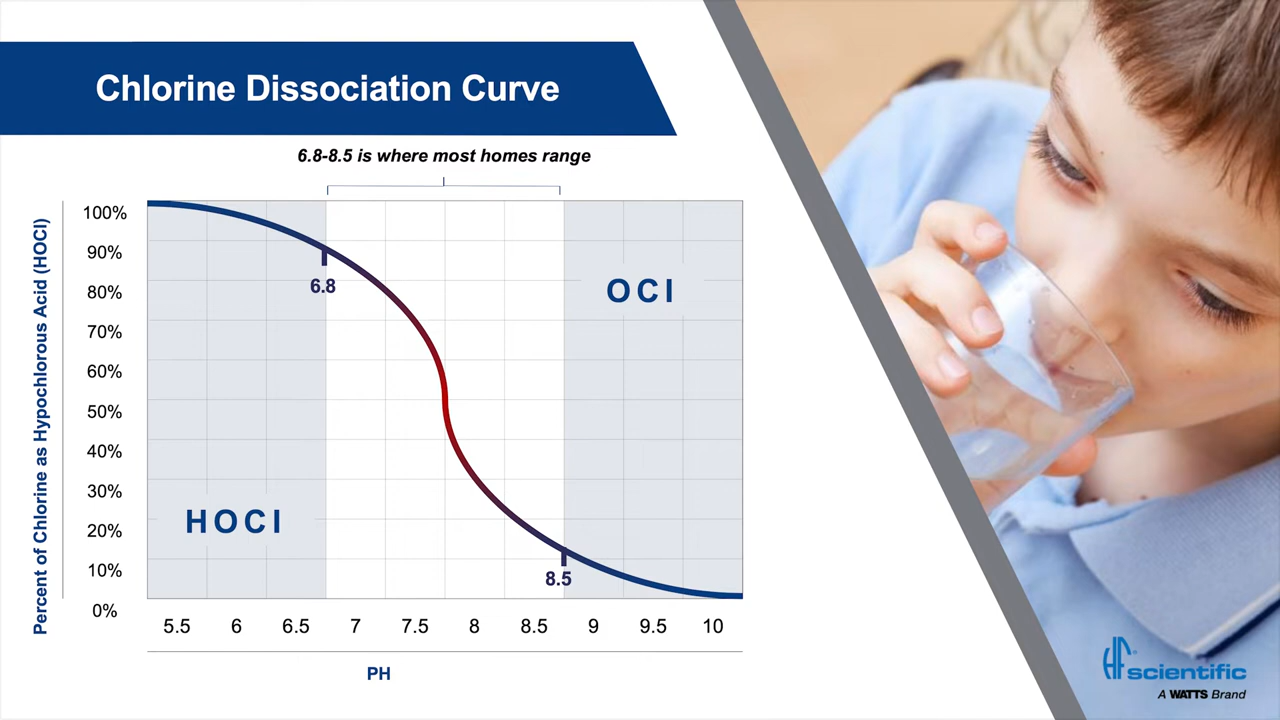 Chlorine Dissociation Curve
6.8-8.5 is where most homes range
Percent of Chlorine as Hypochlorous Acid (HOCI)
100%
90%
80%
70%
60%
50%
40%
30%
20%
10%
0%
6.8
OCI
HOCI
8.5
5.5 6 6.5 7 7.5 8 8.5 9 9.5 10
PH
HF scientific®
A WATTS Brand